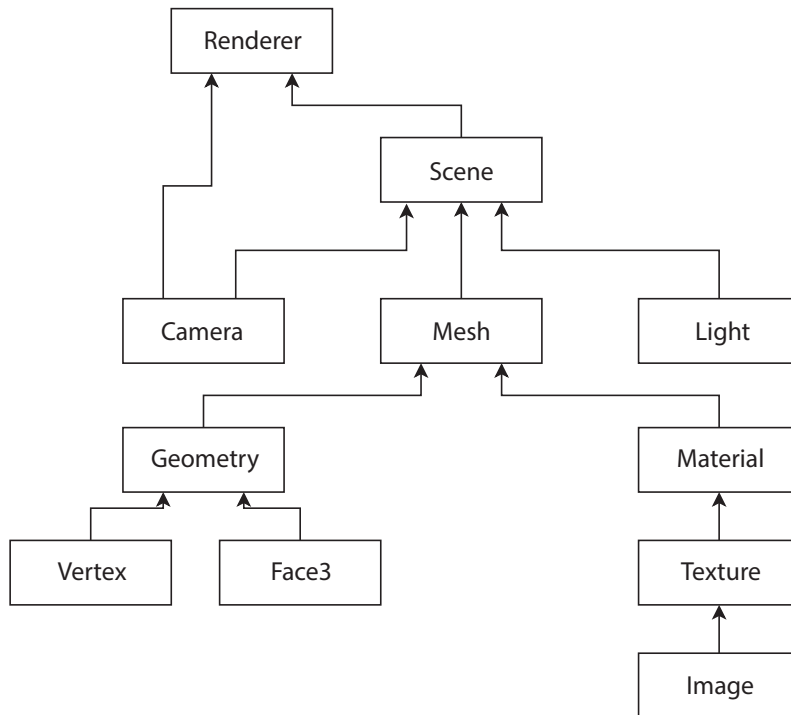 Renderer
Scene
Camera
Mesh
Light
Geometry
Material
Vertex
Face3
Texture
Image